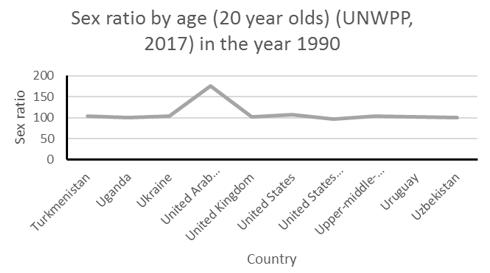 Sex ratio by age (20 year olds) (UNWPP,
2017) in the year 1990
200
150
100
50
0
Sex ratio
Turkmenistan
Uganda
Ukraine
United Arab...
United Kingdom
United States
United States...
Upper-middle-...
Uruguay
Uzbekistan
Country